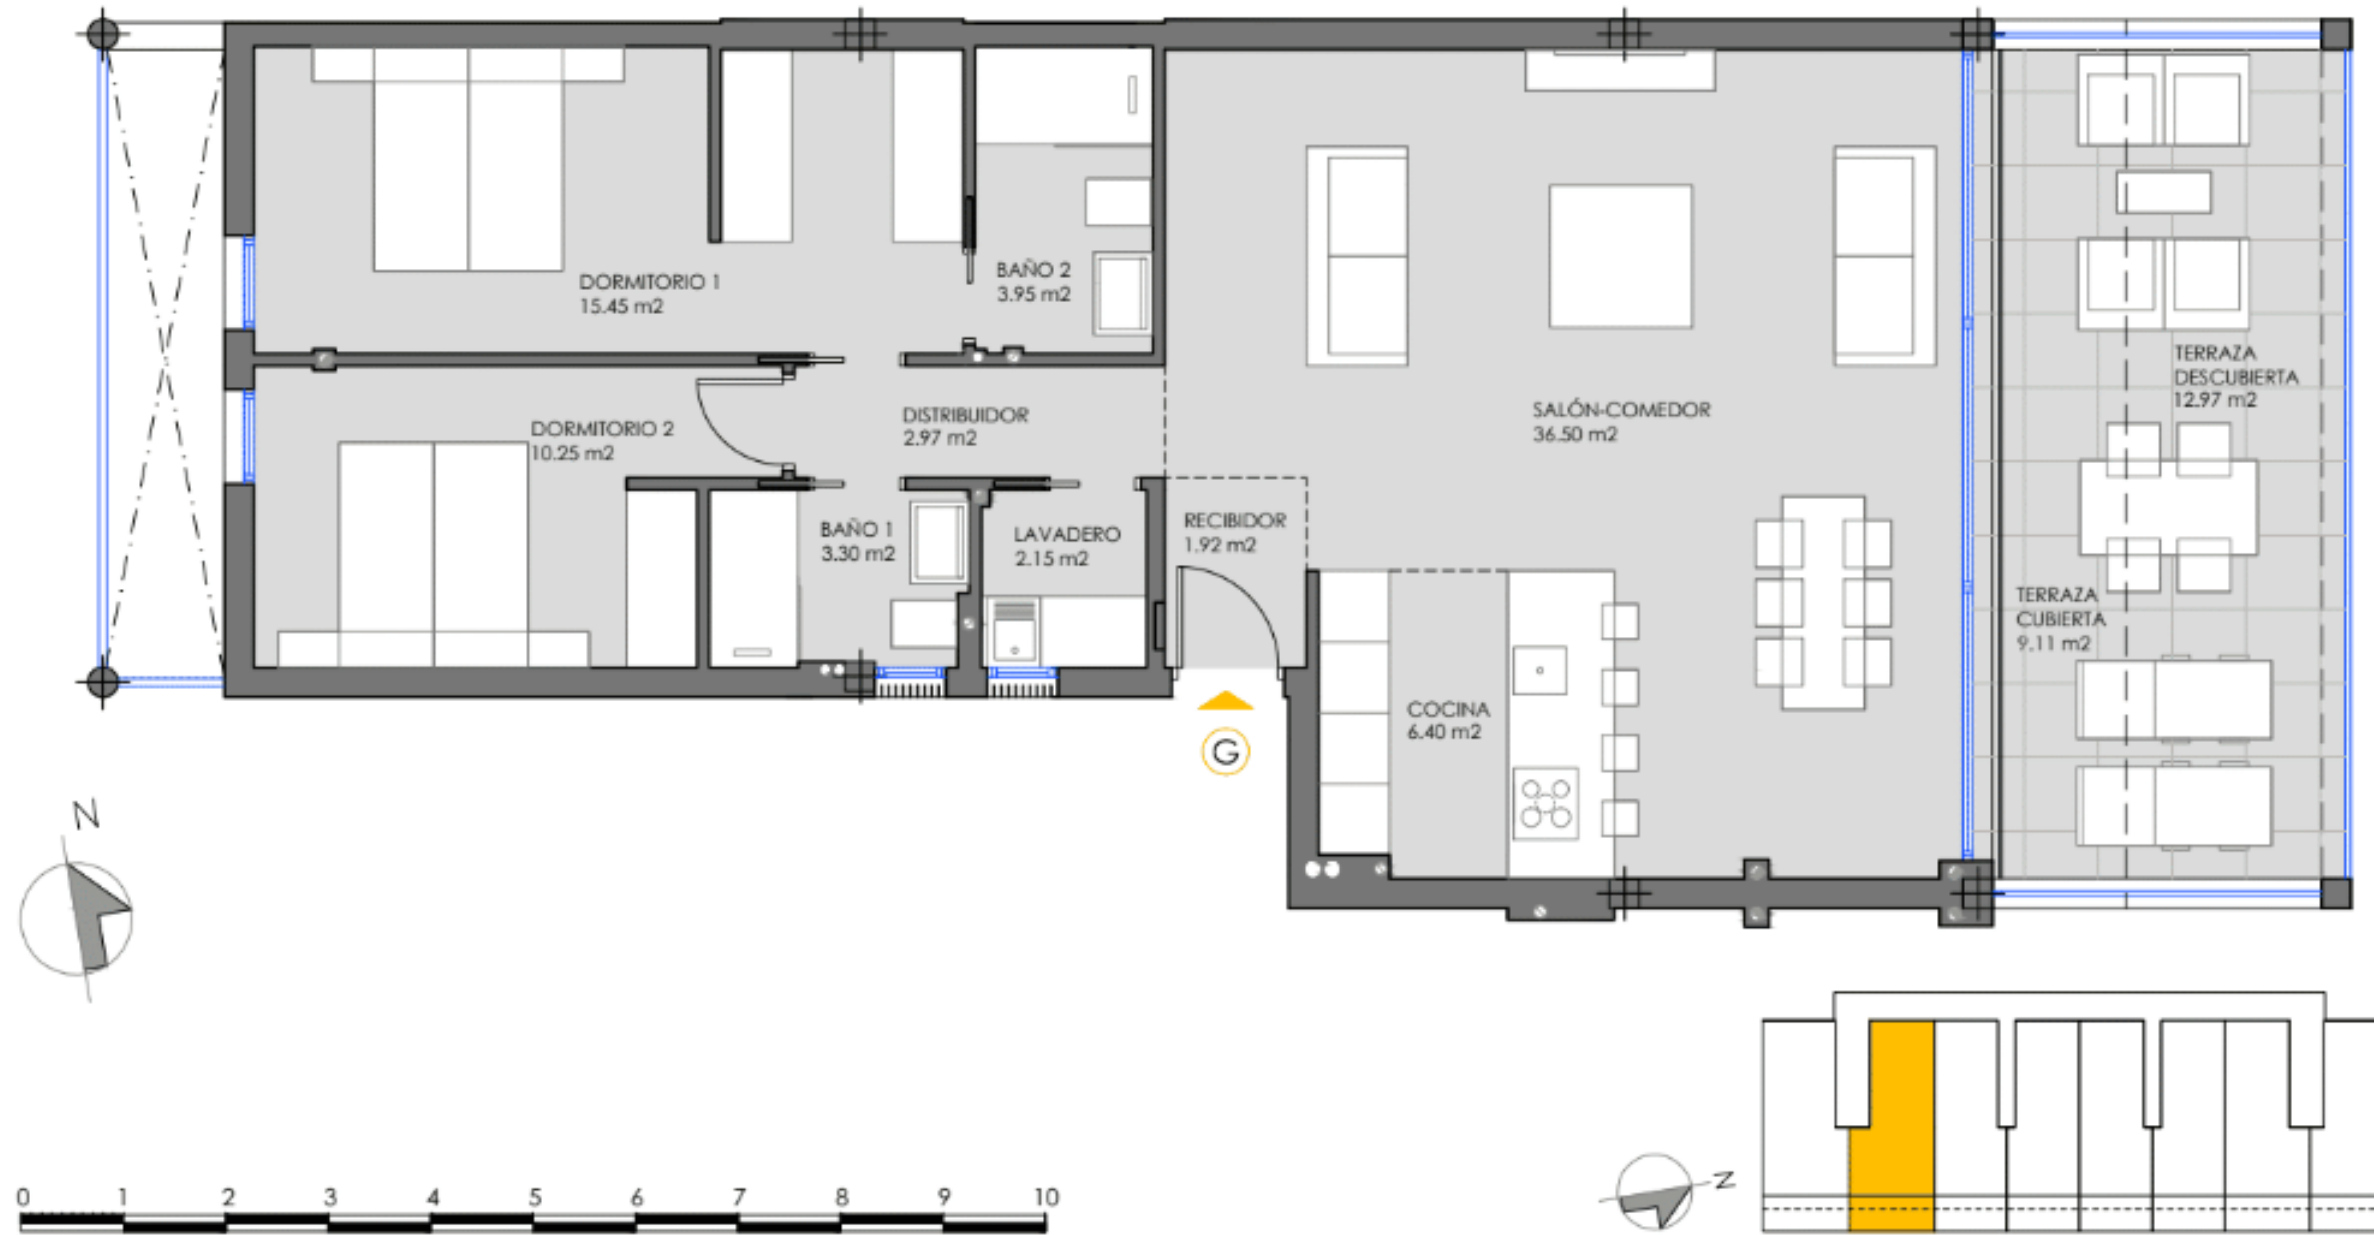 DORMITORIO 1
15.45 m2
BAÑO 2
3.95 m2
DORMITORIO 2
10.25 m2
DISTRIBUIDOR
2.97 m2
SALÓN-COMEDOR
36.50 m2
TERRAZA
DESCUBIERTA
12.97 m2
BAÑO 1
3.30 m2
LAVADERO
2.15 m2
RECIBIDOR
1.92 m2
TERRAZA
CUBIERTA
9.11 m2
COCINA
6.40 m2
G
N
0 1 2 3 4 5 6 7 8 9 10
N